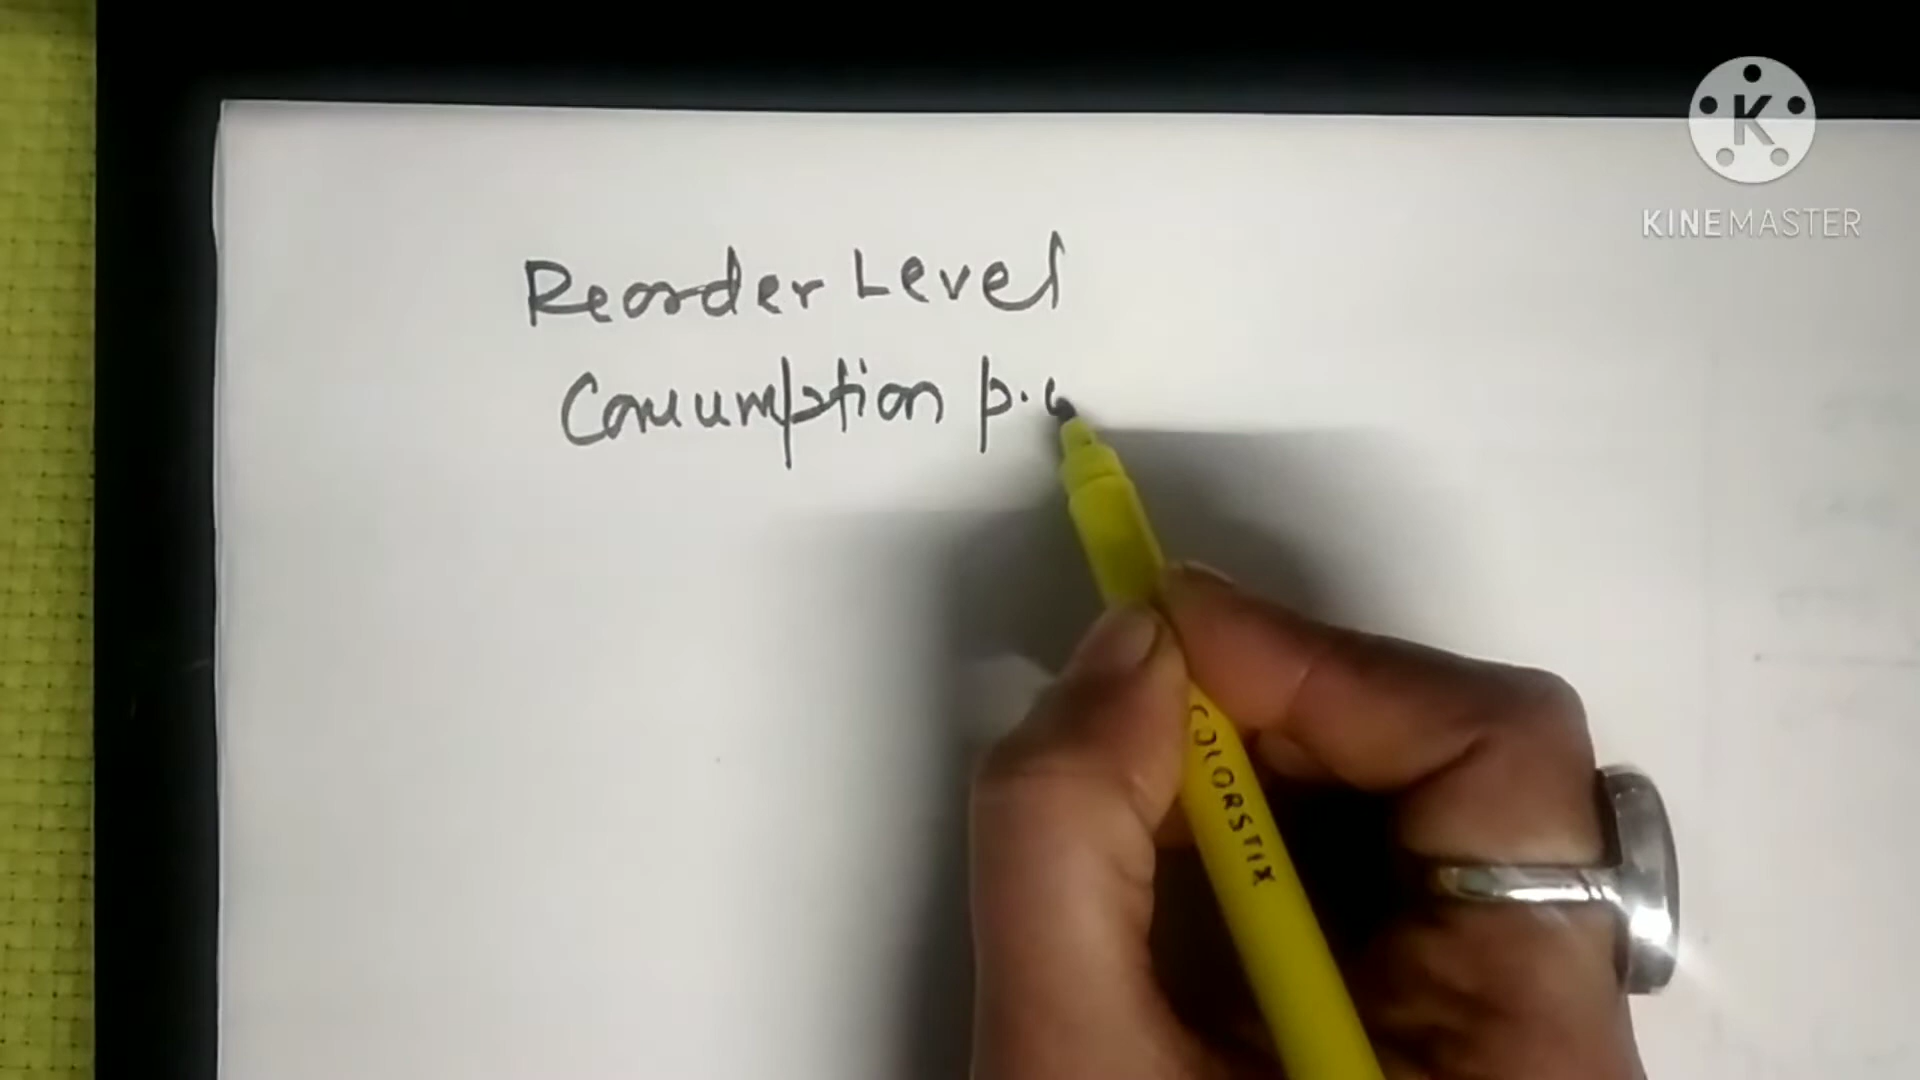 K
KINEMASTER
Reorder Level
Consumption p.
COLORSTIX